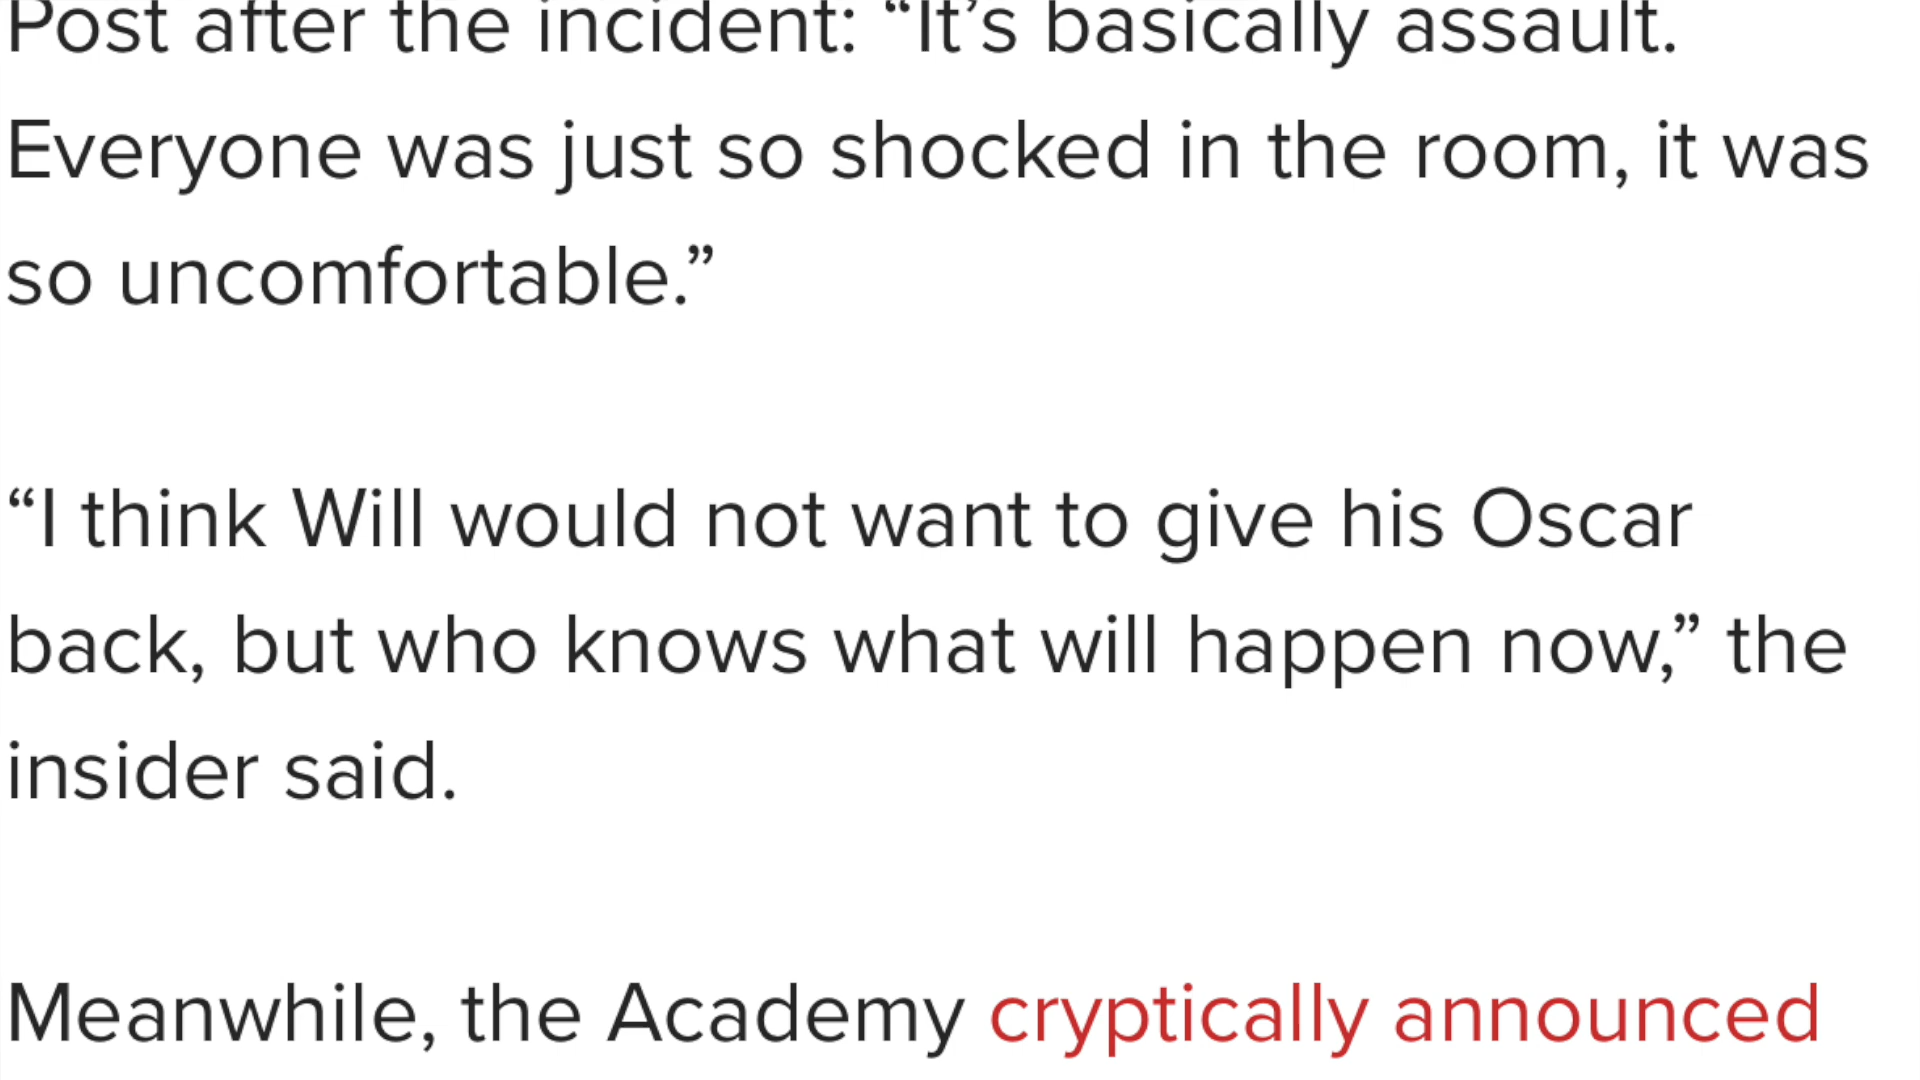 Post after the incident: “It’s basically assault.
Everyone was just so shocked in the room, it was
so uncomfortable.”
“I think Will would not want to give his Oscar
back, but who knows what will happen now,” the
insider said.
Meanwhile, the Academy cryptically announced